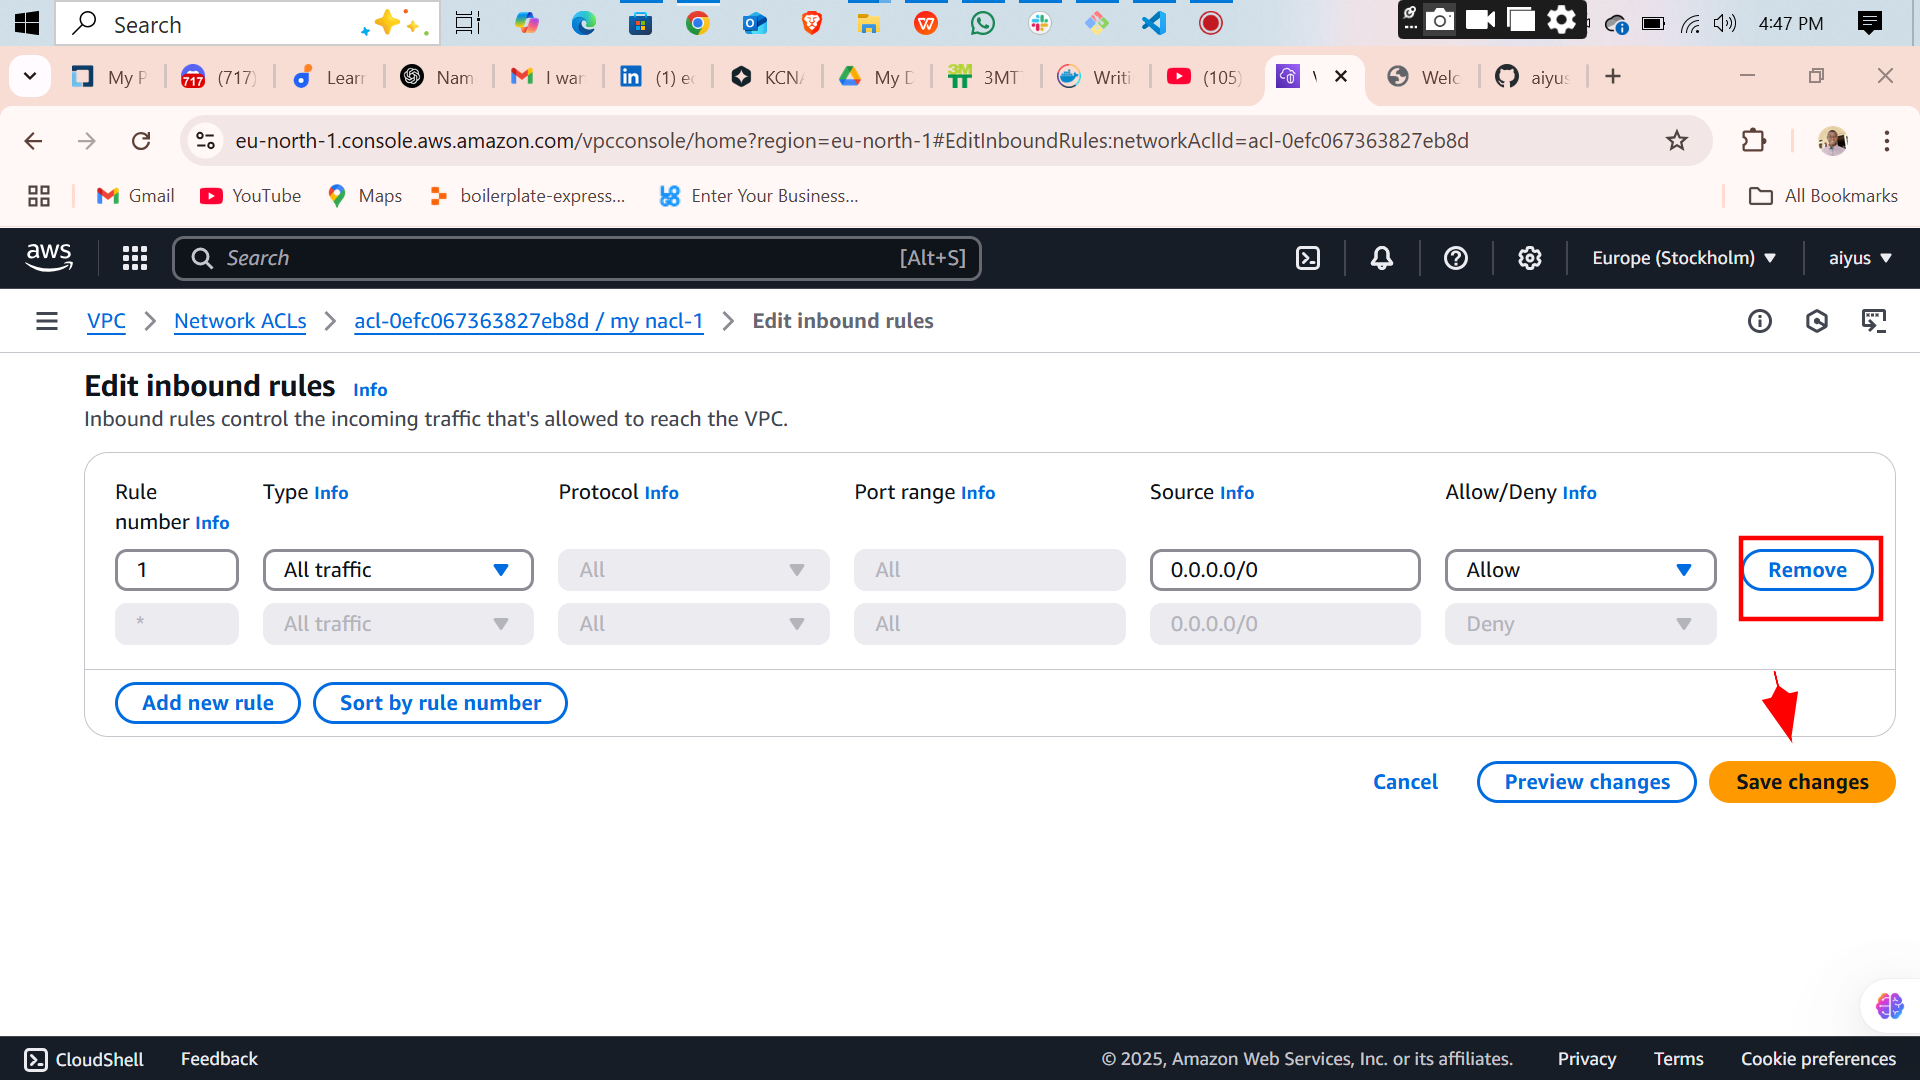 Search
4:47 PM
My P
717
(717)
Learn
Nam
I wan
(1) ec
KCNA
My D
3MT
Writi
(105)
Welc
aiyus
eu-north-1.console.aws.amazon.com/vpcconsole/home?region=eu-north-1#EditInboundRules:networkAclId=acl-0efc067363827eb8d
Gmail
YouTube
Maps
boilerplate-express...
Enter Your Business...
All Bookmarks
aws
Search
[Alt+S]
Europe (Stockholm)
aiyus
VPC
Network ACLs
acl-0efc067363827eb8d / my nacl-1
Edit inbound rules
Edit inbound rules Info
Inbound rules control the incoming traffic that's allowed to reach the VPC.
Rule
number Info
Type Info
Protocol Info
Port range Info
Source Info
Allow/Deny Info
1
All traffic
All
All
0.0.0.0/0
Allow
Remove
*
All traffic
All
All
0.0.0.0/0
Deny
Add new rule
Sort by rule number
Cancel
Preview changes
Save changes
CloudShell
Feedback
© 2025, Amazon Web Services, Inc. or its affiliates.
Privacy
Terms
Cookie preferences